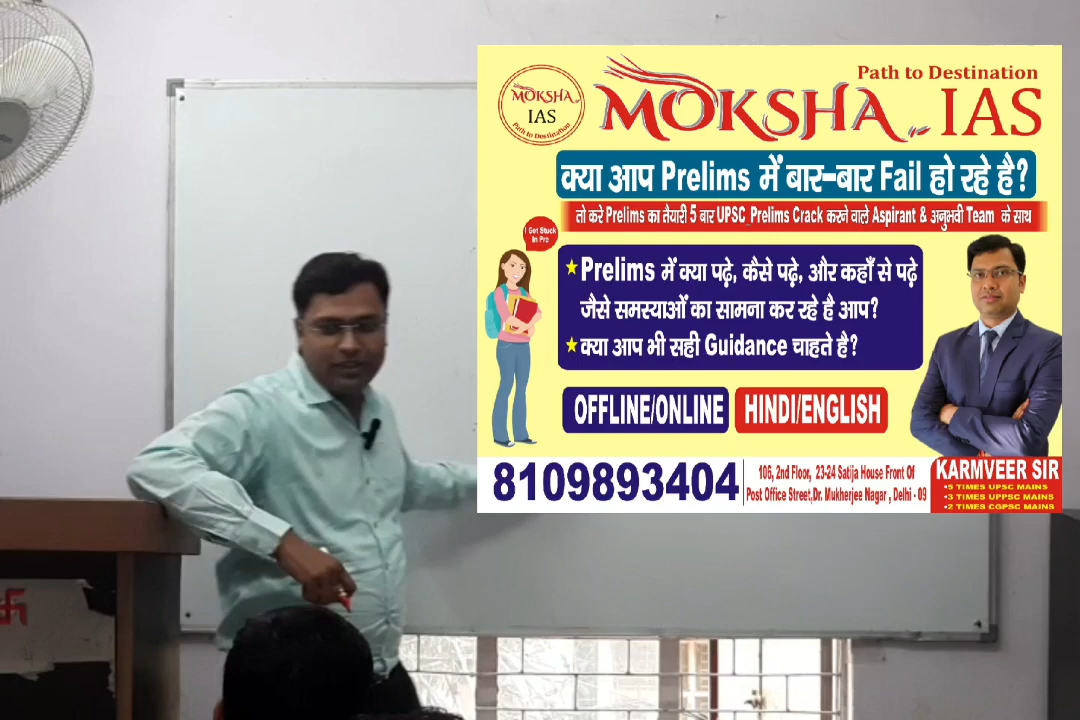 Path to Destination
MOKSHA IAS
MOKSHA
IAS
Path to Destination
क्या आप Prelims में बार-बार Fail हो रहे है?
तो करे Prelims का तैयारी 5 बार UPSC Prelims Crack करने वाले Aspirant & अनुभवी Team के साथ
I Get Stuck
In Pre
Prelims में क्या पढ़े, कैसे पढ़े, और कहाँ से पढ़े
जैसे समस्याओं का सामना कर रहे है आप?
क्या आप भी सही Guidance चाहते है?
OFFLINE/ONLINE
HINDI/ENGLISH
8109893404
106, 2nd Floor, 23-24 Satija House Front Of
Post Office Street,Dr. Mukherjee Nagar , Delhi - 09
KARMVEER SIR
•5 TIMES UPSC MAINS
•3 TIMES UPPSC MAINS
•2 TIMES CGPSC MAINS